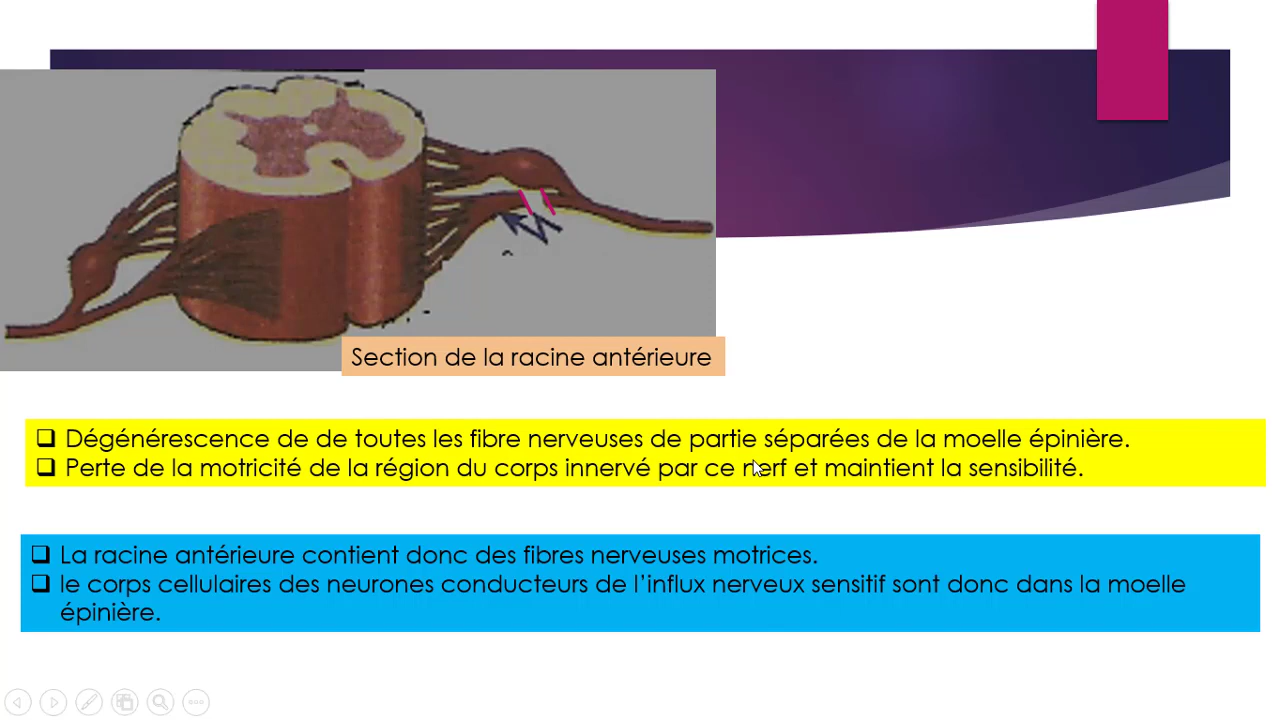 Section de la racine antérieure
Dégénérescence de de toutes les fibre nerveuses de partie séparées de la moelle épinière.
Perte de la motricité de la région du corps innervé par ce nerf et maintient la sensibilité.
La racine antérieure contient donc des fibres nerveuses motrices.
le corps cellulaires des neurones conducteurs de l’influx nerveux sensitif sont donc dans la moelle
épinière.